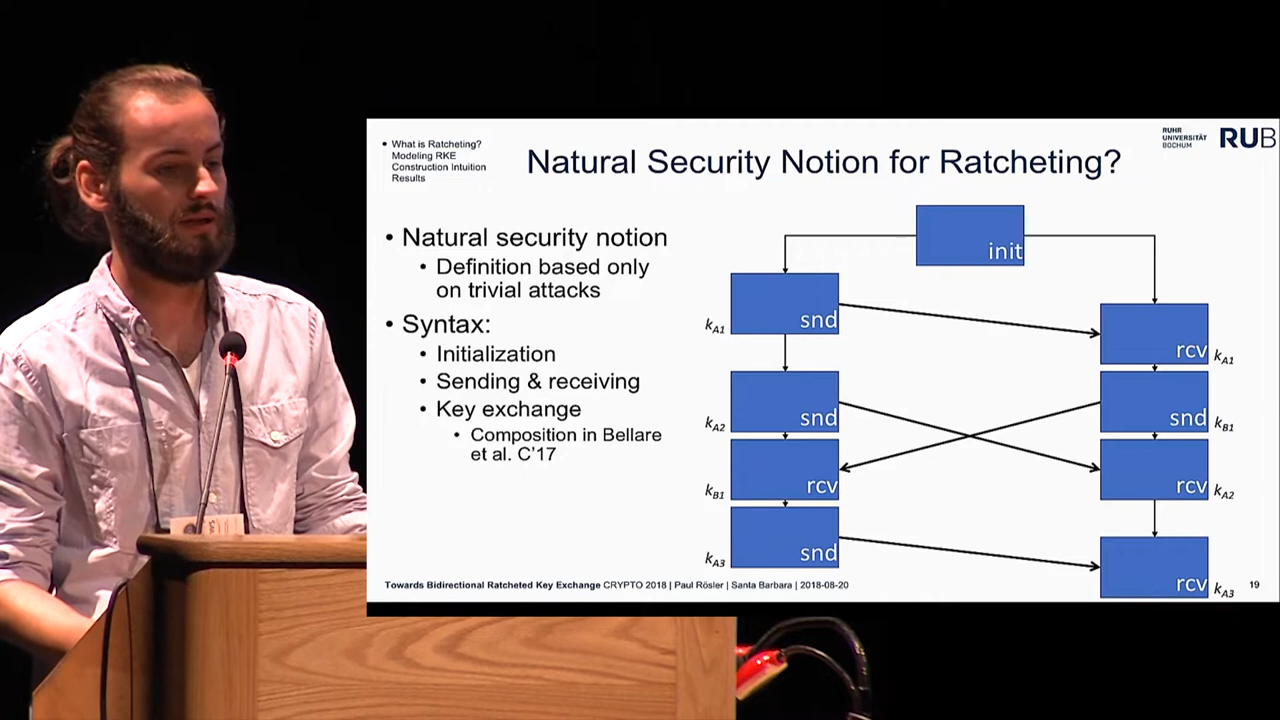 • What is Ratcheting?
Modeling RKE
Construction Intuition
Results
Natural Security Notion for Ratcheting?
RUHR
UNIVERSITÄT
BOCHUM
RUB
• Natural security notion
• Definition based only
on trivial attacks
• Syntax:
• Initialization
• Sending & receiving
• Key exchange
• Composition in Bellare
et al. C'17
init
snd
kA1
rcv
kA1
snd
kA2
snd
kB1
rcv
kB1
rcv
kA2
snd
kA3
rcv
kA3
Towards Bidirectional Ratcheted Key Exchange CRYPTO 2018 | Paul Rösler | Santa Barbara | 2018-08-20
19